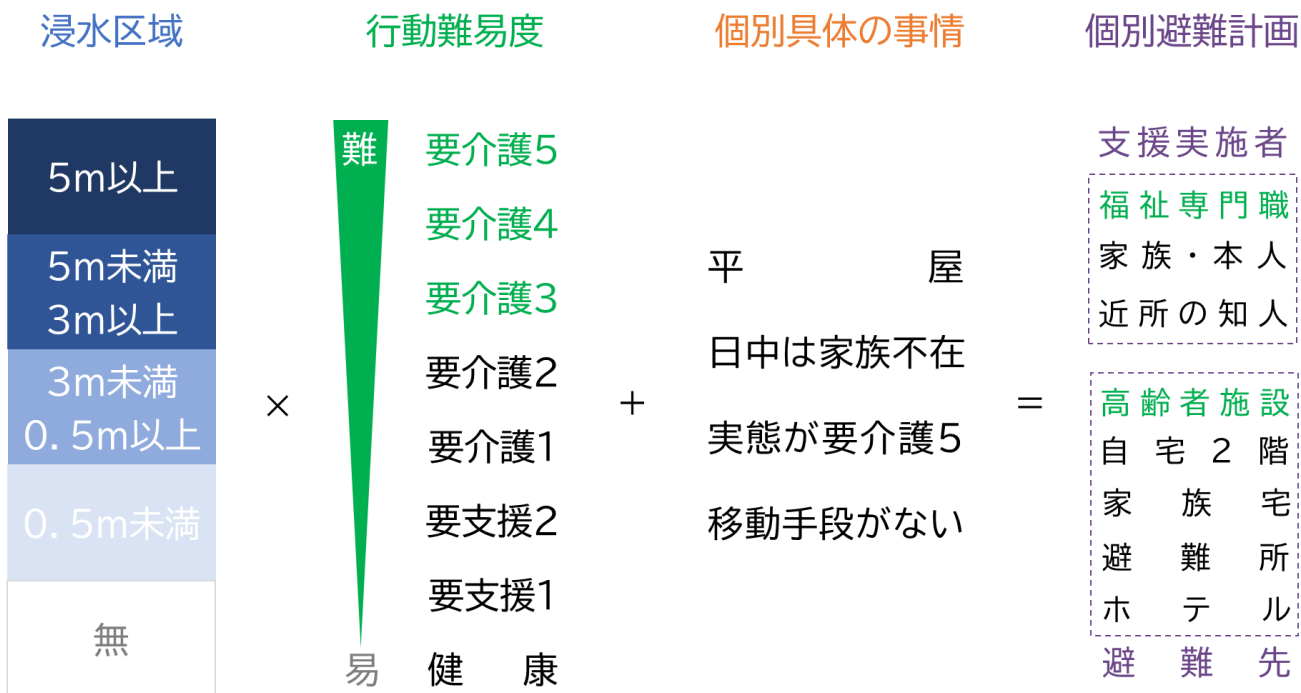 浸水区域
行動難易度
個別具体の事情
個別避難計画
5m以上
5m未満
3m以上
3m未満
0.5m以上
0.5m未満
無
×
難
易
要介護5
要介護4
要介護3
要介護2
要介護1
要支援2
要支援1
健康
+
平屋
日中は家族不在
実態が要介護5
移動手段がない
=
支援実施者
福祉専門職
家族・本人
近所の知人
高齢者施設
自宅2階
家族宅
避難所
ホテル
避難先